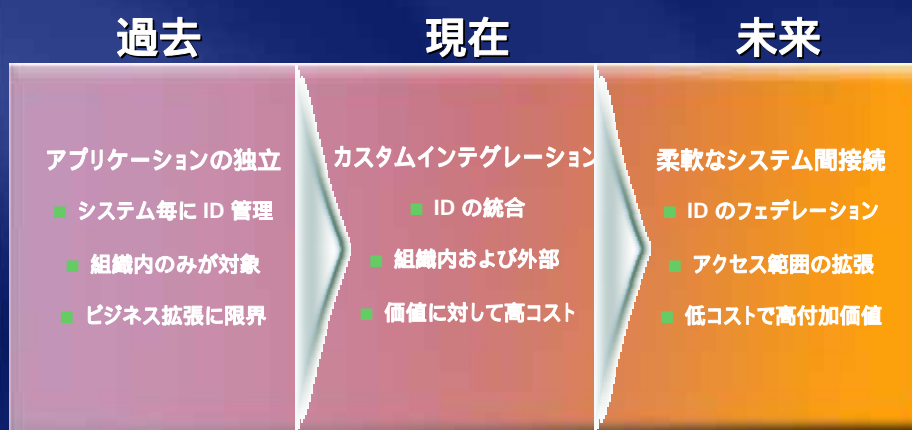 過去
アプリケーションの独立
システム毎に ID 管理
組織内のみが対象
ビジネス拡張に限界
現在
カスタムインテグレーション
ID の統合
組織内および外部
価値に対して高コスト
未来
柔軟なシステム間接続
ID のフェデレーション
アクセス範囲の拡張
低コストで高付加価値